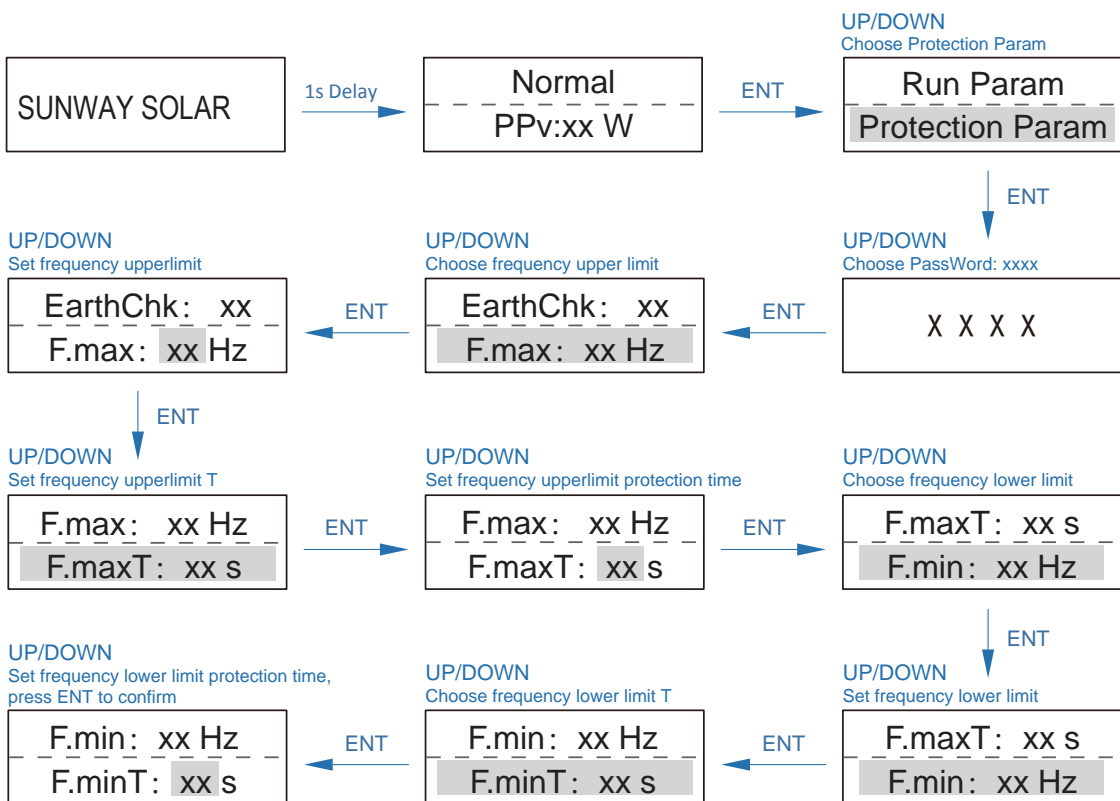 SUNWAY SOLAR
1s Delay
Normal
PPv:xx W
ENT
UP/DOWN
Choose Protection Param
Run Param
Protection Param
ENT
UP/DOWN
Choose PassWord: xxxx
X X X X
ENT
UP/DOWN
Choose frequency upper limit
EarthChk: xx
F.max: xx Hz
ENT
UP/DOWN
Set frequency upperlimit
EarthChk: xx
F.max: xx Hz
ENT
UP/DOWN
Set frequency upperlimit T
F.max: xx Hz
F.maxT: xx s
ENT
UP/DOWN
Set frequency upperlimit protection time
F.max: xx Hz
F.maxT: xx s
ENT
UP/DOWN
Choose frequency lower limit
F.maxT: xx s
F.min: xx Hz
ENT
UP/DOWN
Set frequency lower limit
F.maxT: xx s
F.min: xx Hz
ENT
UP/DOWN
Choose frequency lower limit T
F.min: xx Hz
F.minT: xx s
ENT
UP/DOWN
Set frequency lower limit protection time,
press ENT to confirm
F.min: xx Hz
F.minT: xx s